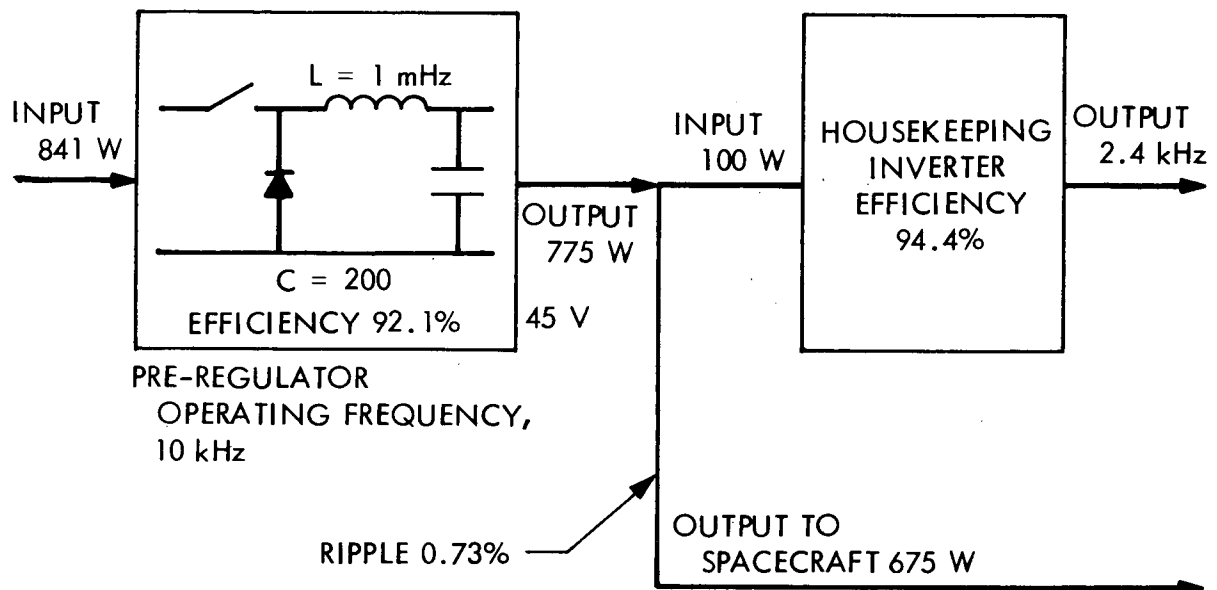 L = 1 mHz
INPUT
841 W
C = 200
EFFICIENCY 92.1%
OUTPUT
775 W
45 V
PRE-REGULATOR
OPERATING FREQUENCY,
10 kHz
INPUT
100 W
HOUSEKEEPING
INVERTER
EFFICIENCY
94.4%
OUTPUT
2.4 kHz
RIPPLE 0.73%
OUTPUT TO
SPACECRAFT 675 W